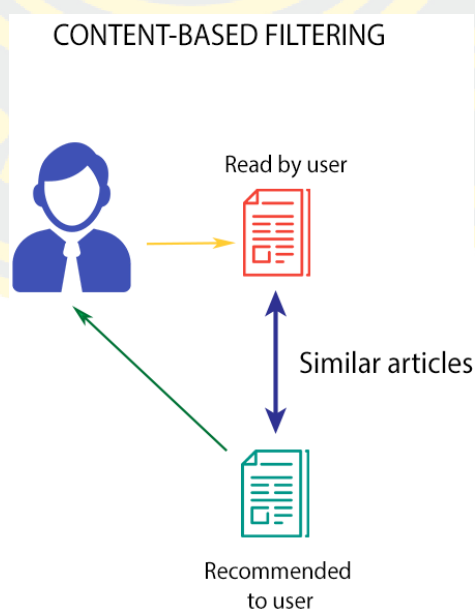 CONTENT-BASED FILTERING
Read by user
Similar articles
Recommended
to user